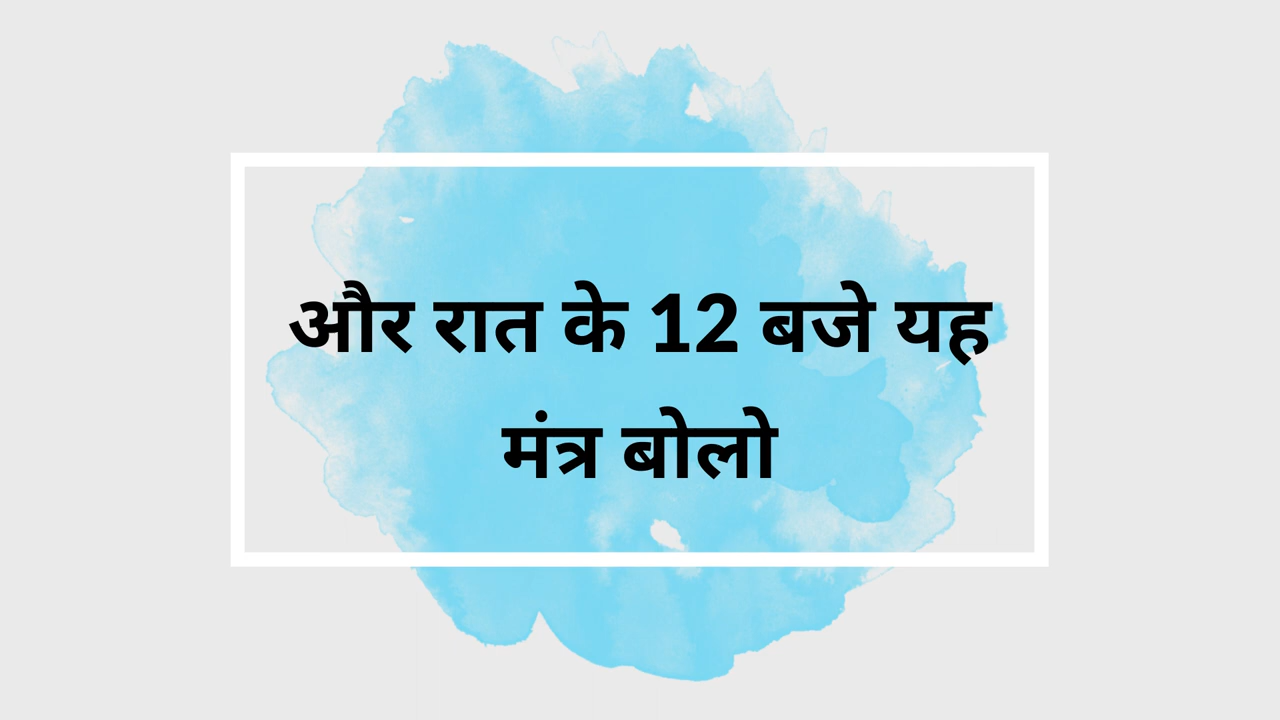 और रात के 12 बजे यह
मंत्र बोलो